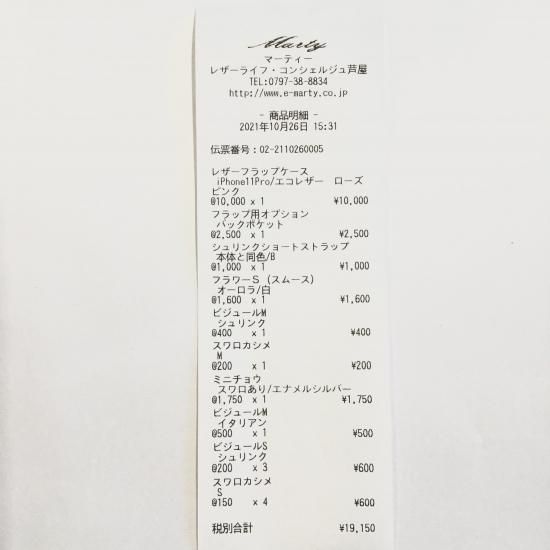 Marty
マーティー
レザーライフ・コンシェルジュ芦屋
TEL:0797-38-8834
http://www.e-marty.co.jp
- 商品明細 -
2021年10月26日 15:31
伝票番号:02-2110260005
レザーフラップケース
iPhone11Pro/エコレザー ローズ
ピンク
@10,000 x 1 ¥10,000
フラップ用オプション
バックポケット
@2,500 x 1 ¥2,500
シュリンクショートストラップ
本体と同色/B
@1,000 x 1 ¥1,000
フラワーS (スムース)
オーロラ/白
@1,600 x 1 ¥1,600
ビジュールM
シュリンク
@400 x 1 ¥400
スワロカシメ
M
@200 x 1 ¥200
ミニチョウ
スワロあり/エナメルシルバー
@1,750 x 1 ¥1,750
ビジュールM
イタリアン
@500 x 1 ¥500
ビジュールS
シュリンク
@200 x 3 ¥600
スワロカシメ
S
@150 x 4 ¥600
税別合計 ¥19,150